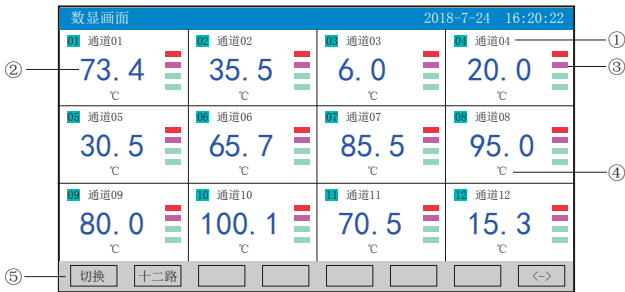 数显画面 2018-7-24 16:20:22
01 通道01 02 通道02 03 通道03 04 通道04 ①
② 73.4 35.5 6.0 20.0 ③
℃ ℃ ℃ ℃
05 通道05 06 通道06 07 通道07 08 通道08
30.5 65.7 85.5 95.0
℃ ℃ ℃ ℃ ④
09 通道09 10 通道10 11 通道11 12 通道12
80.0 100.1 70.5 15.3
℃ ℃ ℃ ℃
⑤ 切换 十二路 <->